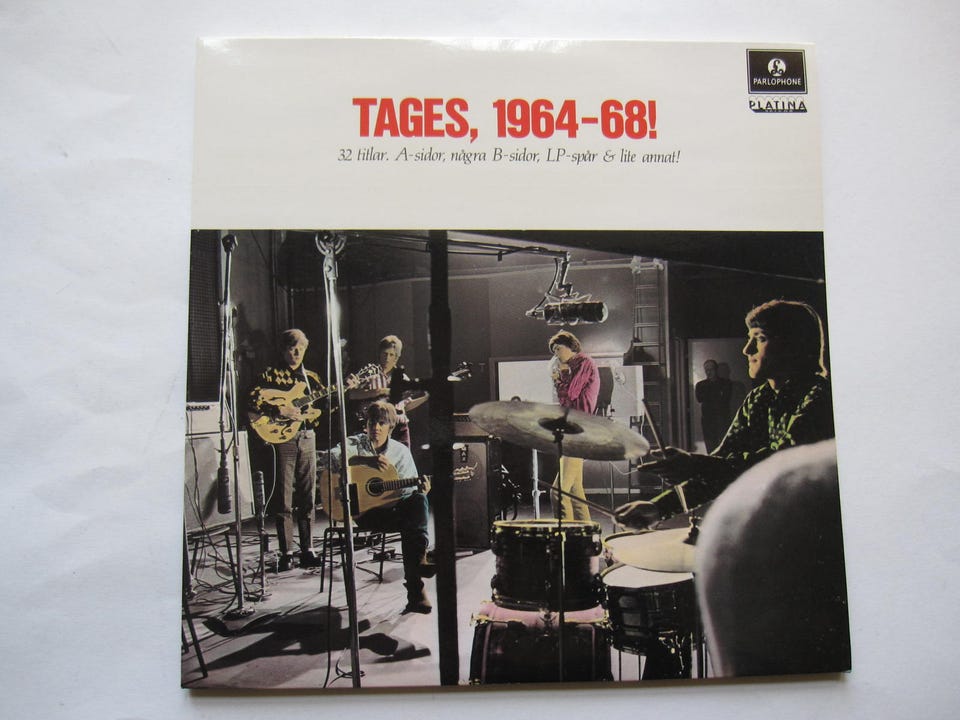 TAGES, 1964-68!
32 titlar. A-sidor, några B-sidor, LP-spår & lite annat!
PARLOPHONE
PLATINA